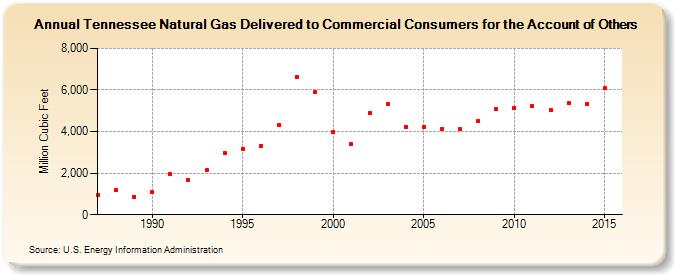 Annual Tennessee Natural Gas Delivered to Commercial Consumers for the Account of Others
Million Cubic Feet
8,000
6,000
4,000
2,000
0
1990 1995 2000 2005 2010 2015
Source: U.S. Energy Information Administration